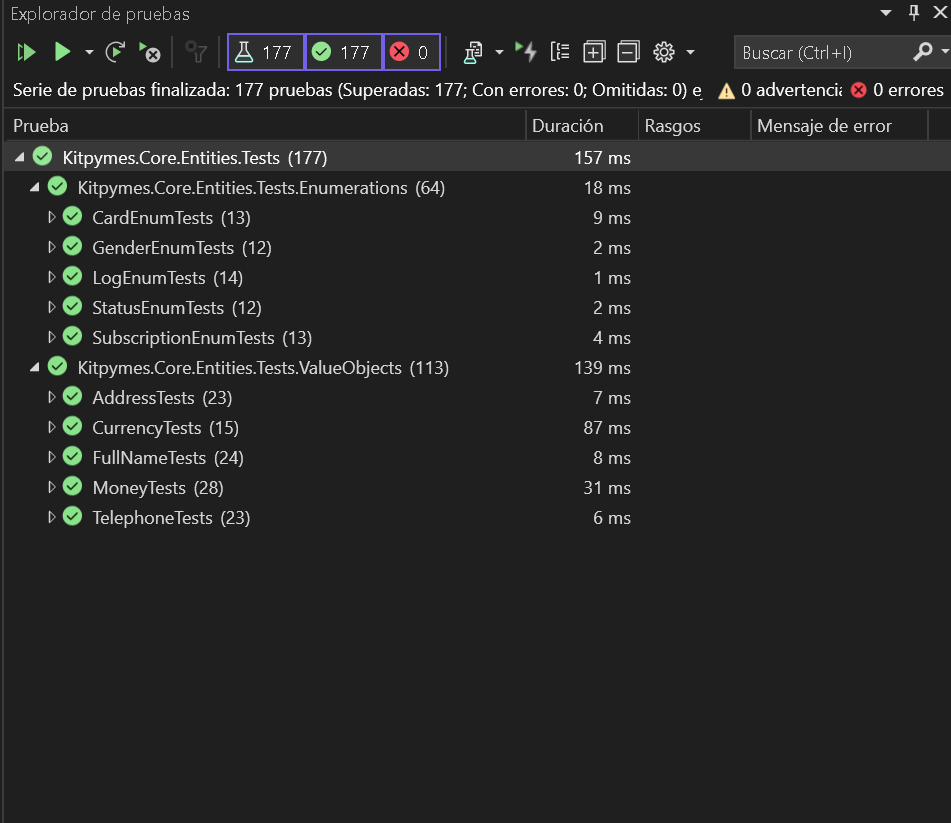 Explorador de pruebas
177 177 0 Buscar (Ctrl+I)
Serie de pruebas finalizada: 177 pruebas (Superadas: 177; Con errores: 0; Omitidas: 0) e 0 advertenci 0 errores
Prueba Duración Rasgos Mensaje de error
Kitpymes.Core.Entities.Tests (177) 157 ms
Kitpymes.Core.Entities.Tests.Enumerations (64) 18 ms
CardEnumTests (13) 9 ms
GenderEnumTests (12) 2 ms
LogEnumTests (14) 1 ms
StatusEnumTests (12) 2 ms
SubscriptionEnumTests (13) 4 ms
Kitpymes.Core.Entities.Tests.ValueObjects (113) 139 ms
AddressTests (23) 7 ms
CurrencyTests (15) 87 ms
FullNameTests (24) 8 ms
MoneyTests (28) 31 ms
TelephoneTests (23) 6 ms